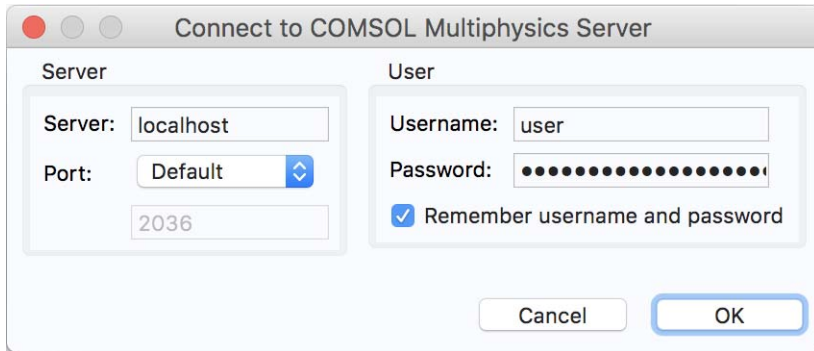 Connect to COMSOL Multiphysics Server
Server
Server: localhost
Port: Default
2036
User
Username: user
Password: ●●●●●●●●●●●●●●●●●●●
Remember username and password
Cancel
OK